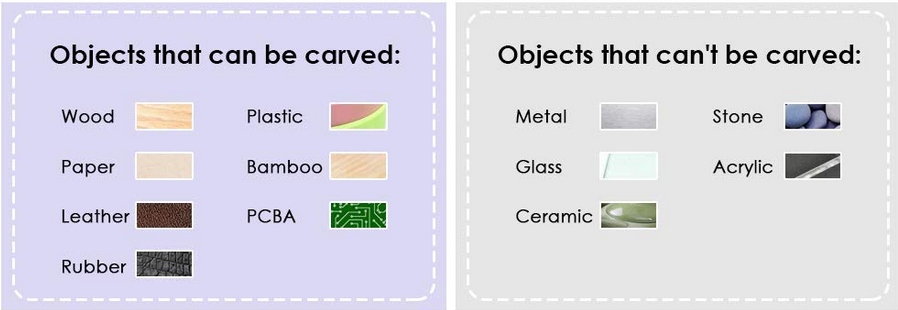 Objects that can be carved:
Wood
Plastic
Paper
Bamboo
Leather
PCBA
Rubber
Objects that can't be carved:
Metal
Stone
Glass
Acrylic
Ceramic